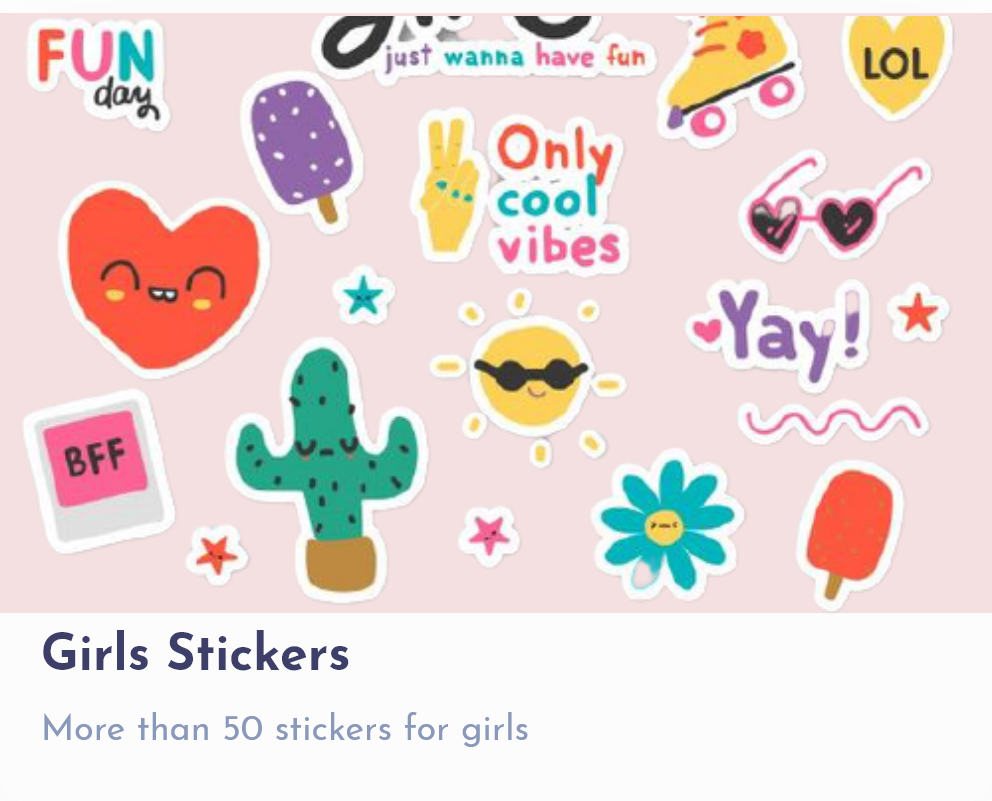 FUN
day
just wanna have fun
LOL
Only
cool
vibes
Yay!
BFF
Girls Stickers
More than 50 stickers for girls